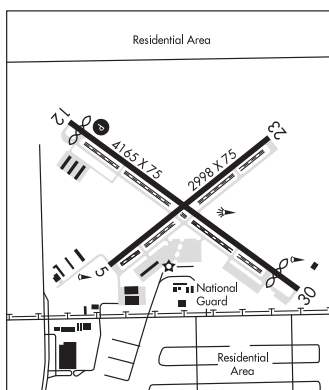 Residential Area
12
P
4165 X 75
2998 X 75
23
5
30
National
Guard
Residential
Area